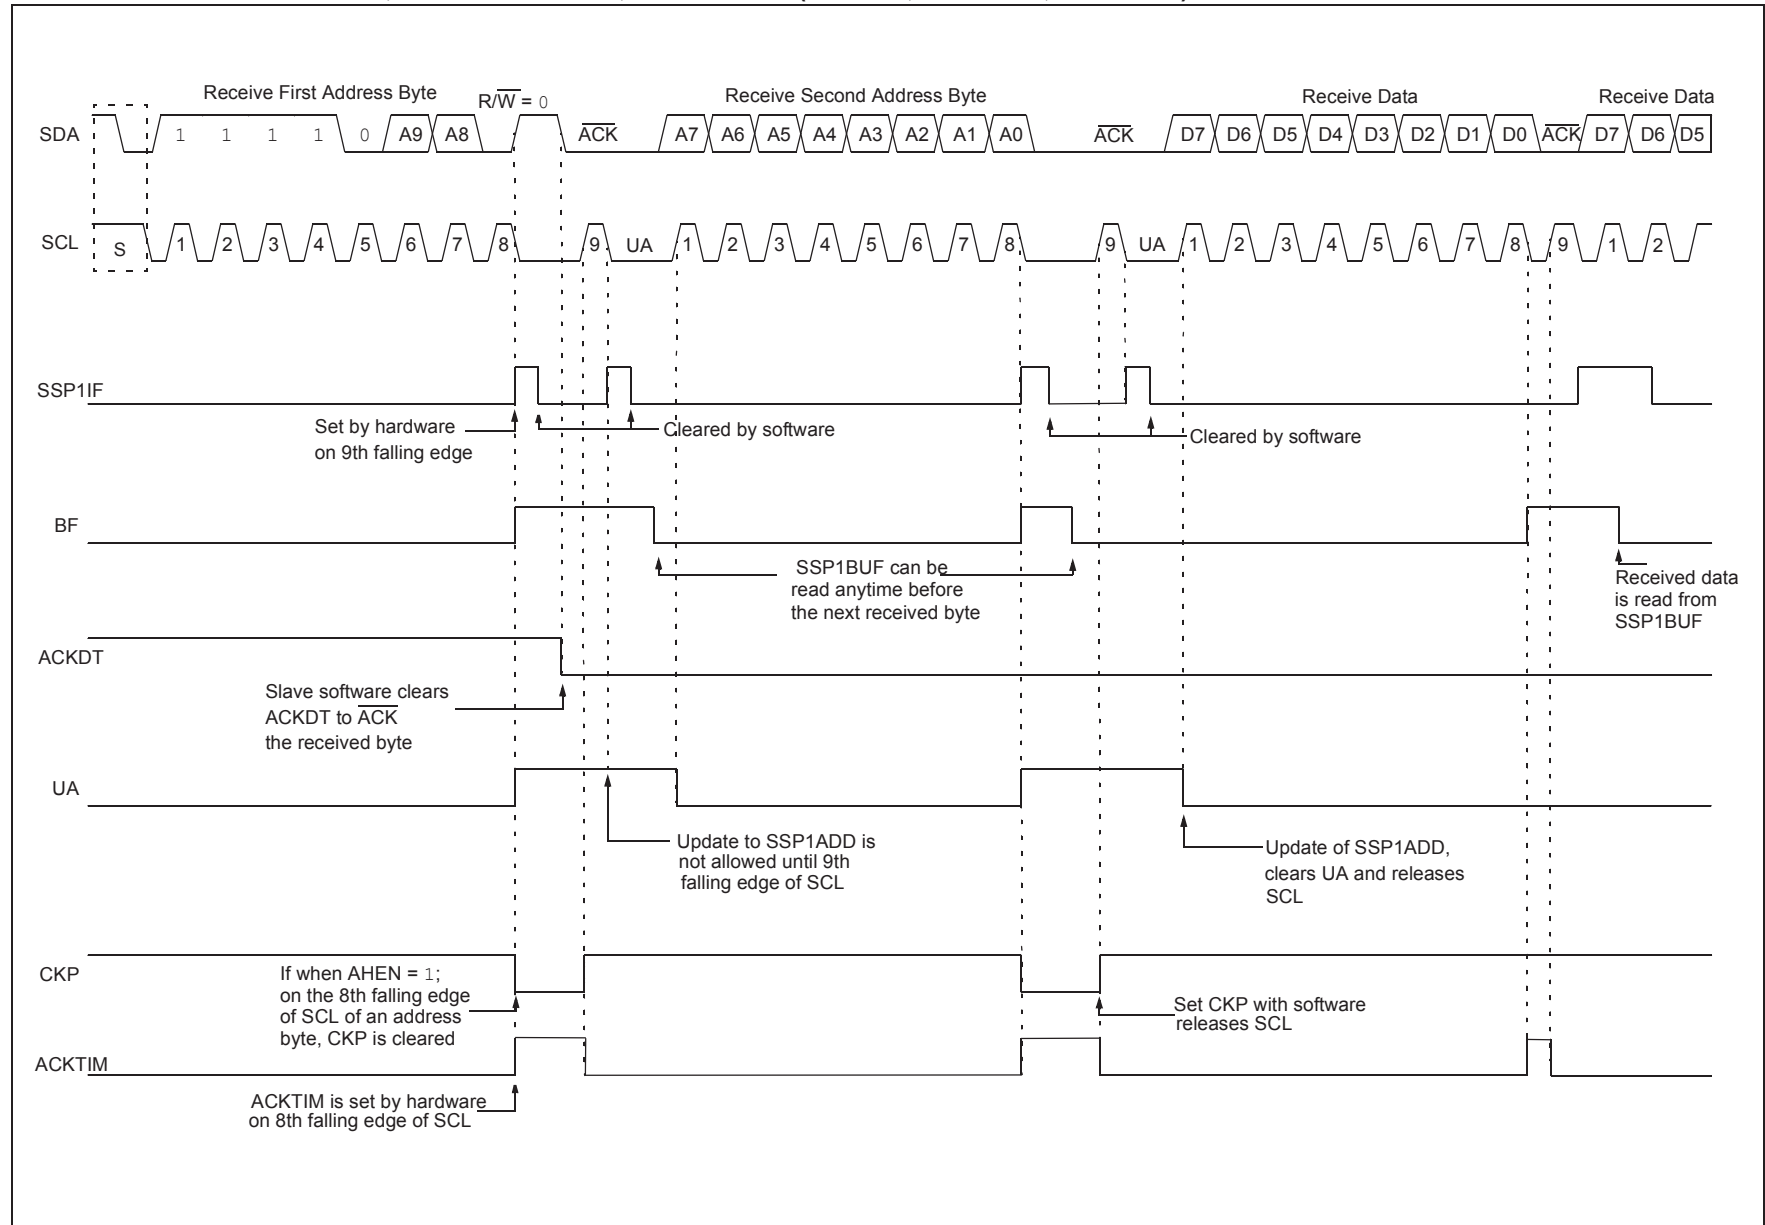 Receive First Address Byte
R/W = 0
Receive Second Address Byte
Receive Data
Receive Data
SDA
1 1 1 1 0 A9 A8
ACK
A7 A6 A5 A4 A3 A2 A1 A0
ACK
D7 D6 D5 D4 D3 D2 D1 D0
ACK
D7 D6 D5
SCL
S
1 2 3 4 5 6 7 8 9 UA 1 2 3 4 5 6 7 8 9 UA 1 2 3 4 5 6 7 8 9 1 2
SSP1IF
Set by hardware
on 9th falling edge
Cleared by software
Cleared by software
BF
SSP1BUF can be
read anytime before
the next received byte
Received data
is read from
SSP1BUF
ACKDT
Slave software clears
ACKDT to ACK
the received byte
UA
Update to SSP1ADD is
not allowed until 9th
falling edge of SCL
Update of SSP1ADD,
clears UA and releases
SCL
CKP
If when AHEN = 1;
on the 8th falling edge
of SCL of an address
byte, CKP is cleared
Set CKP with software
releases SCL
ACKTIM
ACKTIM is set by hardware
on 8th falling edge of SCL